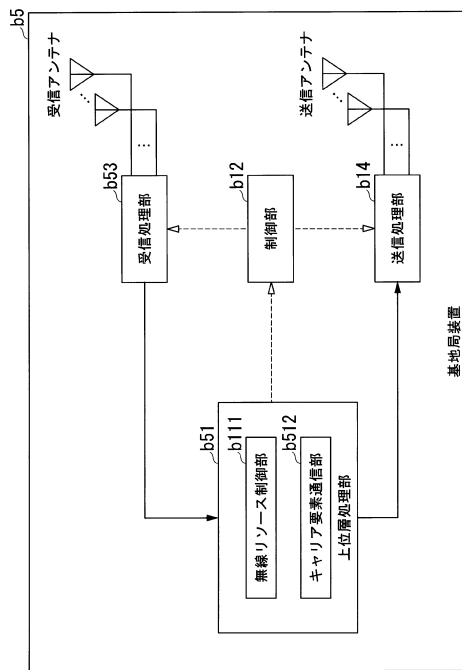 b5
受信アンテナ
…
…
送信アンテナ
…
…
b53
受信処理部
b12
制御部
b14
送信処理部
b51
b111
無線リソース制御部
b512
キャリア要素通信部
上位層処理部
基地局装置